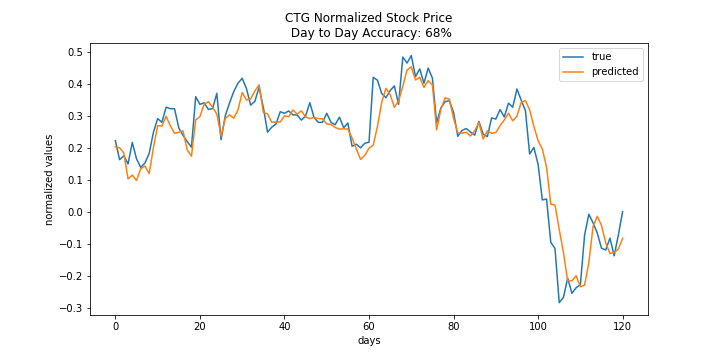 CTG Normalized Stock Price
Day to Day Accuracy: 68%
true
predicted
normalized values
0.5
0.4
0.3
0.2
0.1
0.0
−0.1
−0.2
−0.3
0 20 40 60 80 100 120
days